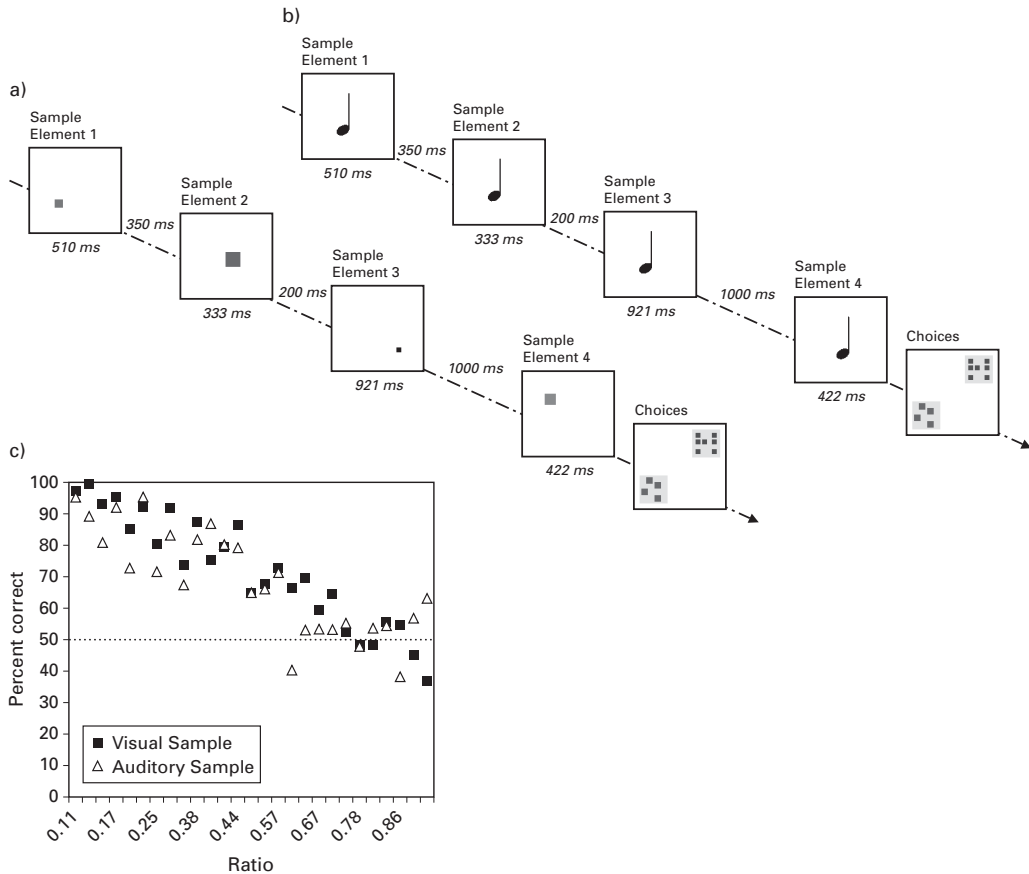 b)
Sample
Element 1
510 ms
350 ms
Sample
Element 2
333 ms
200 ms
Sample
Element 3
921 ms
1000 ms
Sample
Element 4
422 ms
Choices
a)
Sample
Element 1
510 ms
350 ms
Sample
Element 2
333 ms
200 ms
Sample
Element 3
921 ms
1000 ms
Sample
Element 4
422 ms
Choices
c)
Percent correct
100
90
80
70
60
50
40
30
20
10
0
Visual Sample
Auditory Sample
0.11
0.17
0.25
0.38
0.44
0.57
0.67
0.78
0.86
Ratio